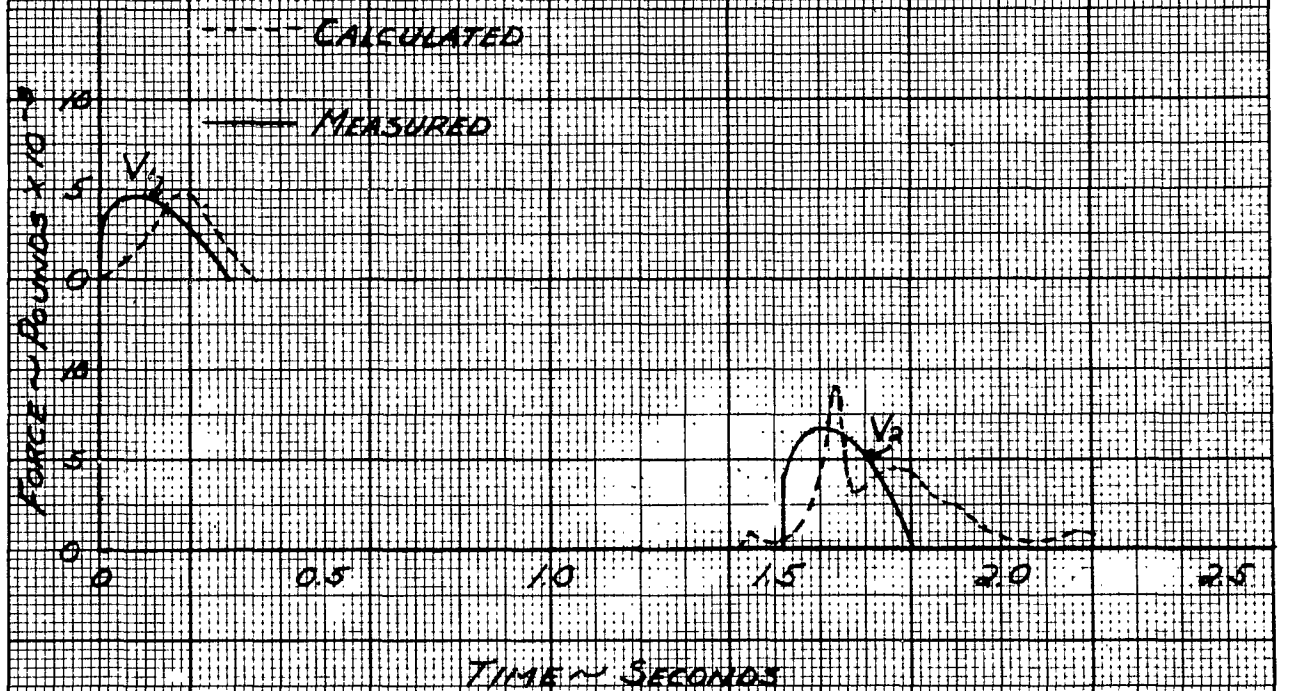 CALCULATED
MEASURED
FORCE ~ POUNDS X 10⁻³
10
5
0
V₁
10
5
0
V₂
0 0.5 1.0 1.5 2.0 2.5
TIME ~ SECONDS